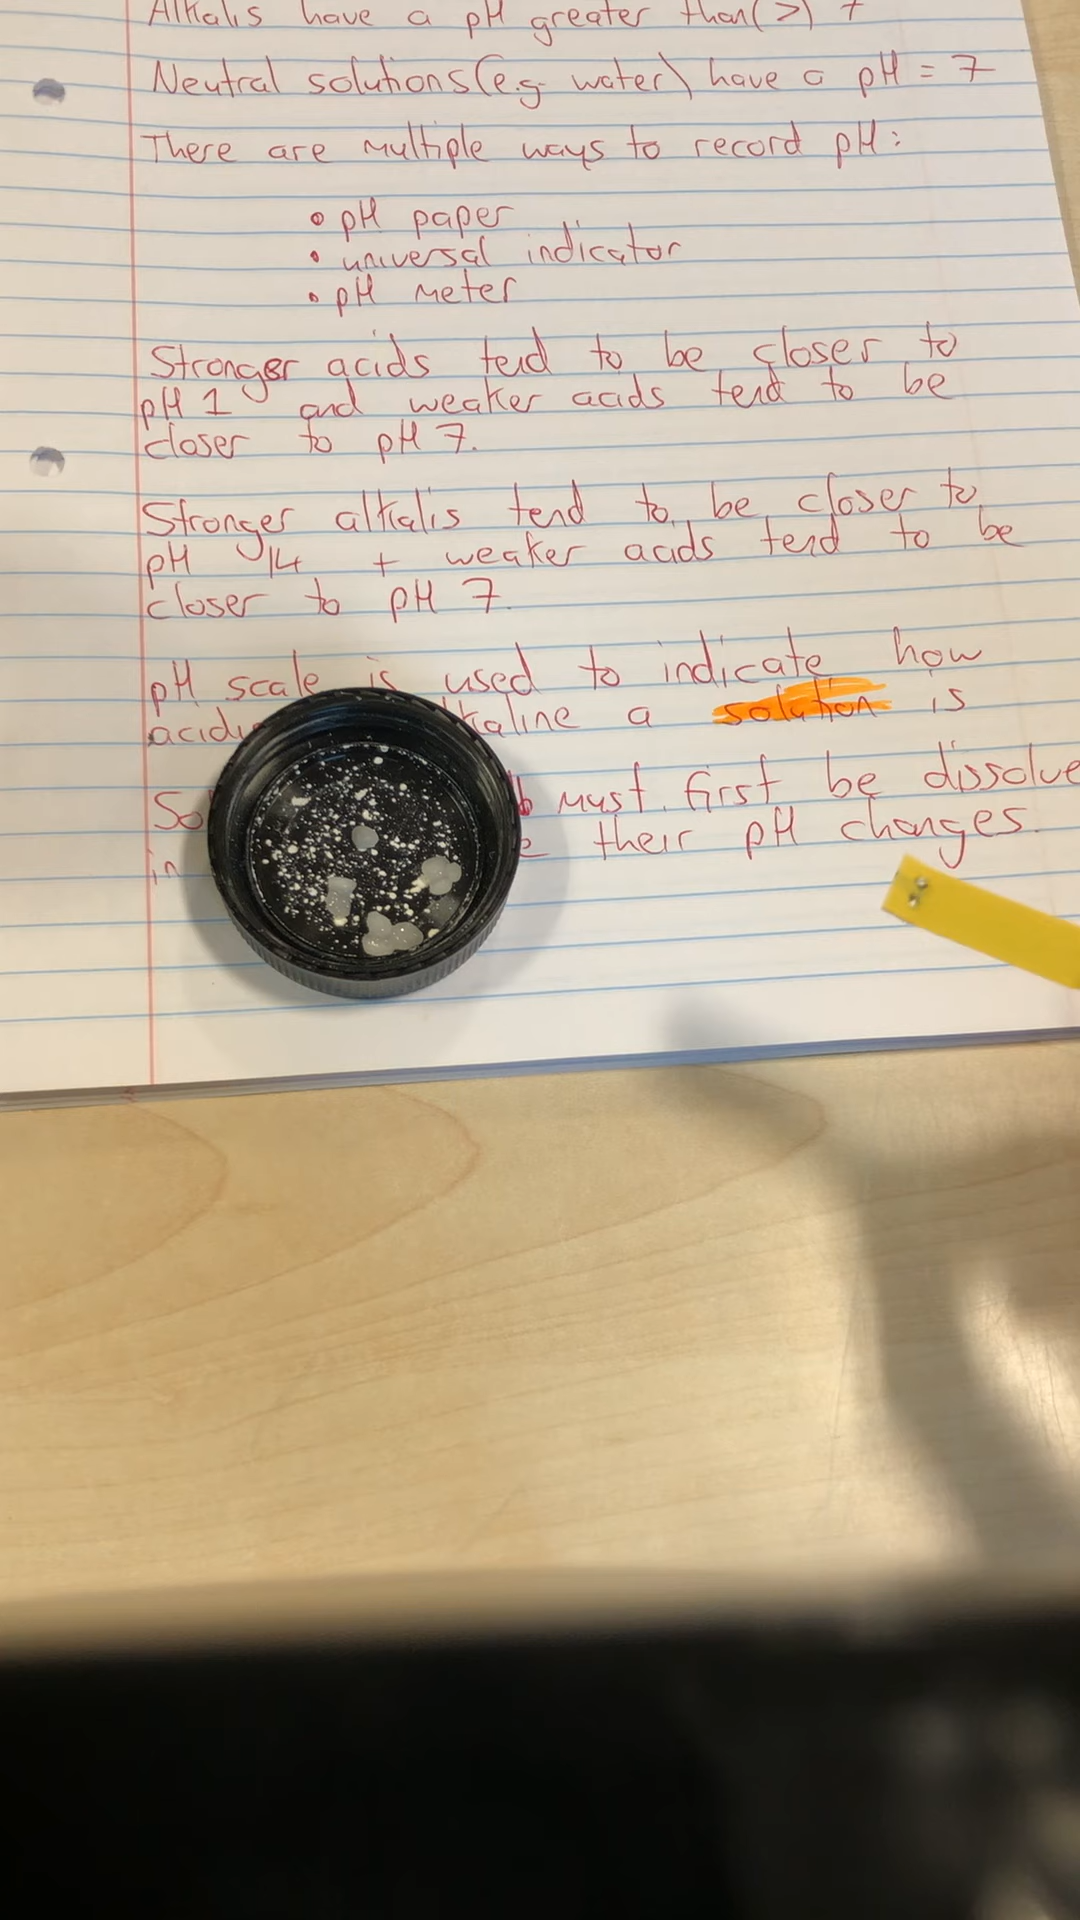 Alkalis have a pH greater than (>) 7
Neutral solutions (e.g. water) have a pH = 7
There are multiple ways to record pH:
• pH paper
• universal indicator
• pH meter
Stronger acids tend to be closer to
pH 1 and weaker acids tend to be
closer to pH 7.
Stronger alkalis tend to be closer to
pH 14 + weaker acids tend to be
closer to pH 7.
pH scale is used to indicate how
a solution is
must first be dissolve
in their pH changes.